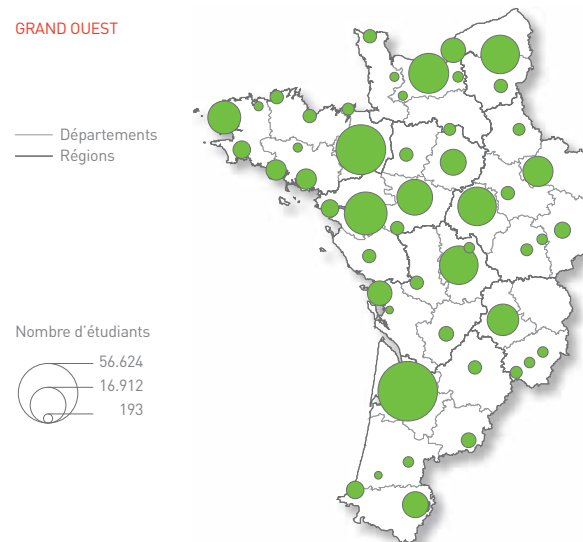 GRAND OUEST
Départements
Régions
Nombre d'étudiants
56.624
16.912
193